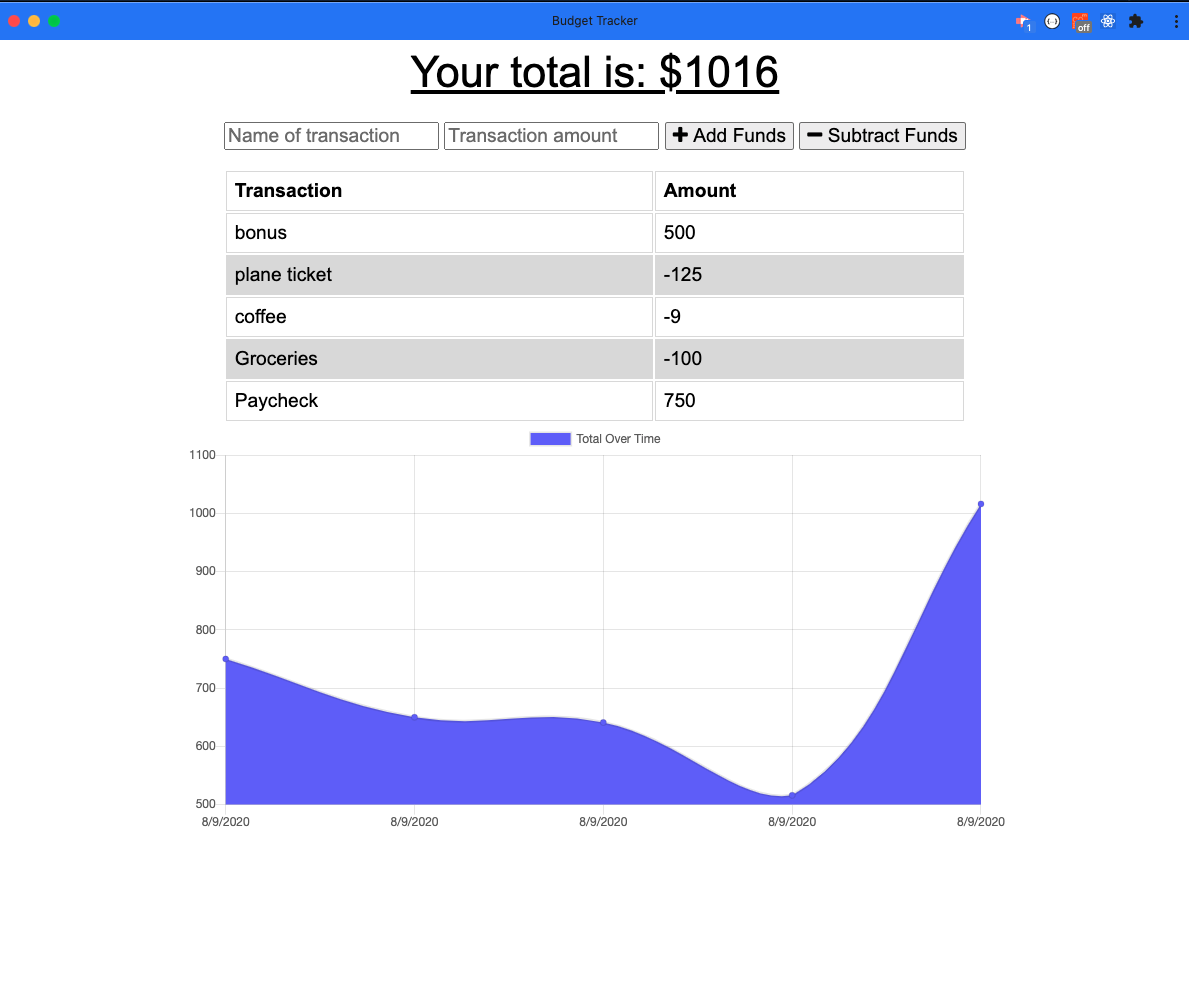 Budget Tracker
1
off
Your total is: $1016
Name of transaction Transaction amount Add Funds Subtract Funds
Transaction Amount
bonus 500
plane ticket -125
coffee -9
Groceries -100
Paycheck 750
Total Over Time
1100
1000
900
800
700
600
500
8/9/2020 8/9/2020 8/9/2020 8/9/2020 8/9/2020